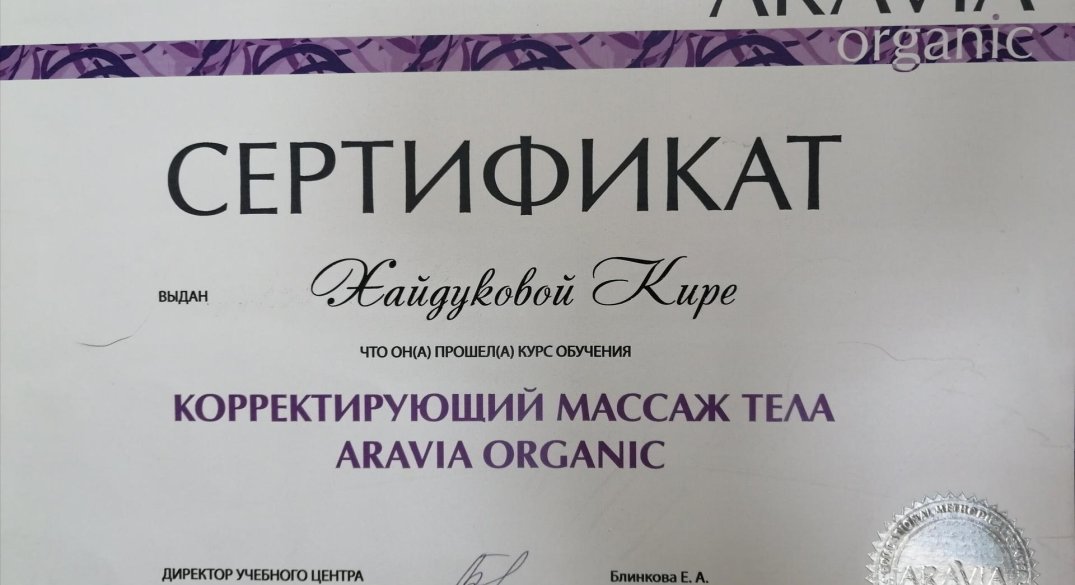 ARAVIA
organic
СЕРТИФИКАТ
ВЫДАН Хайдуковой Кире
ЧТО ОН(А) ПРОШЕЛ(А) КУРС ОБУЧЕНИЯ
КОРРЕКТИРУЮЩИЙ МАССАЖ ТЕЛА
ARAVIA ORGANIC
ДИРЕКТОР УЧЕБНОГО ЦЕНТРА Блинкова Е. А.
ARAVIA